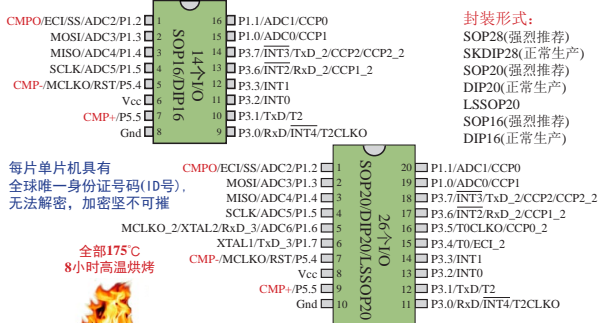 CMPO/ECI/SS/ADC2/P1.2 1
MOSI/ADC3/P1.3 2
MISO/ADC4/P1.4 3
SCLK/ADC5/P1.5 4
CMP-/MCLKO/RST/P5.4 5
Vcc 6
CMP+/P5.5 7
Gnd 8
SOP16/DIP16
14个I/O
16 P1.1/ADC1/CCP0
15 P1.0/ADC0/CCP1
14 P3.7/INT3/TxD_2/CCP2/CCP2_2
13 P3.6/INT2/RxD_2/CCP1_2
12 P3.3/INT1
11 P3.2/INT0
10 P3.1/TxD/T2
9 P3.0/RxD/INT4/T2CLKO
封装形式:
SOP28(强烈推荐)
SKDIP28(正常生产)
SOP20(强烈推荐)
DIP20(正常生产)
LSSOP20
SOP16(强烈推荐)
DIP16(正常生产)
每片单片机具有
全球唯一身份证号码(ID号),
无法解密，加密坚不可摧
全部175℃
8小时高温烘烤
CMPO/ECI/SS/ADC2/P1.2 1
MOSI/ADC3/P1.3 2
MISO/ADC4/P1.4 3
SCLK/ADC5/P1.5 4
MCLKO_2/XTAL2/RxD_3/ADC6/P1.6 5
XTAL1/TxD_3/P1.7 6
CMP-/MCLKO/RST/P5.4 7
Vcc 8
CMP+/P5.5 9
Gnd 10
SOP20/DIP20/LSSOP20
26个I/O
20 P1.1/ADC1/CCP0
19 P1.0/ADC0/CCP1
18 P3.7/INT3/TxD_2/CCP2/CCP2_2
17 P3.6/INT2/RxD_2/CCP1_2
16 P3.5/T0CLKO/CCP0_2
15 P3.4/T0/ECI_2
14 P3.3/INT1
13 P3.2/INT0
12 P3.1/TxD/T2
11 P3.0/RxD/INT4/T2CLKO